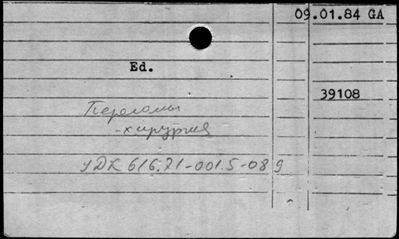 09.01.84 GA
Ed.
39108
Переломы
-хирургия
УДК 616.71-001.5-089